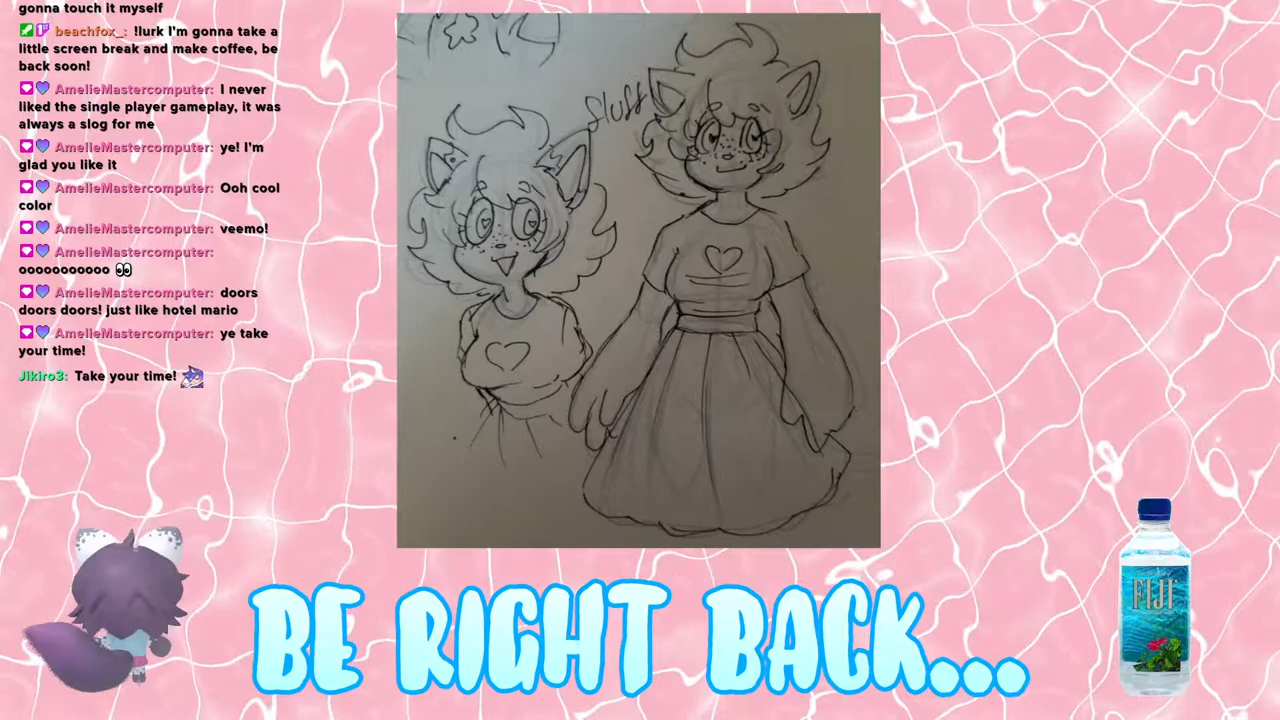 gonna touch it myself
beachfox_: !lurk I'm gonna take a
little screen break and make coffee, be
back soon!
AmelieMastercomputer: I never
liked the single player gameplay, it was
always a slog for me
AmelieMastercomputer: ye! I'm
glad you like it
AmelieMastercomputer: Ooh cool
color
AmelieMastercomputer: veemo!
AmelieMastercomputer:
ooooooooooo 👀
AmelieMastercomputer: doors
doors doors! just like hotel mario
AmelieMastercomputer: ye take
your time!
Jikiro3: Take your time!
fluff
FIJI
BE RIGHT BACK...